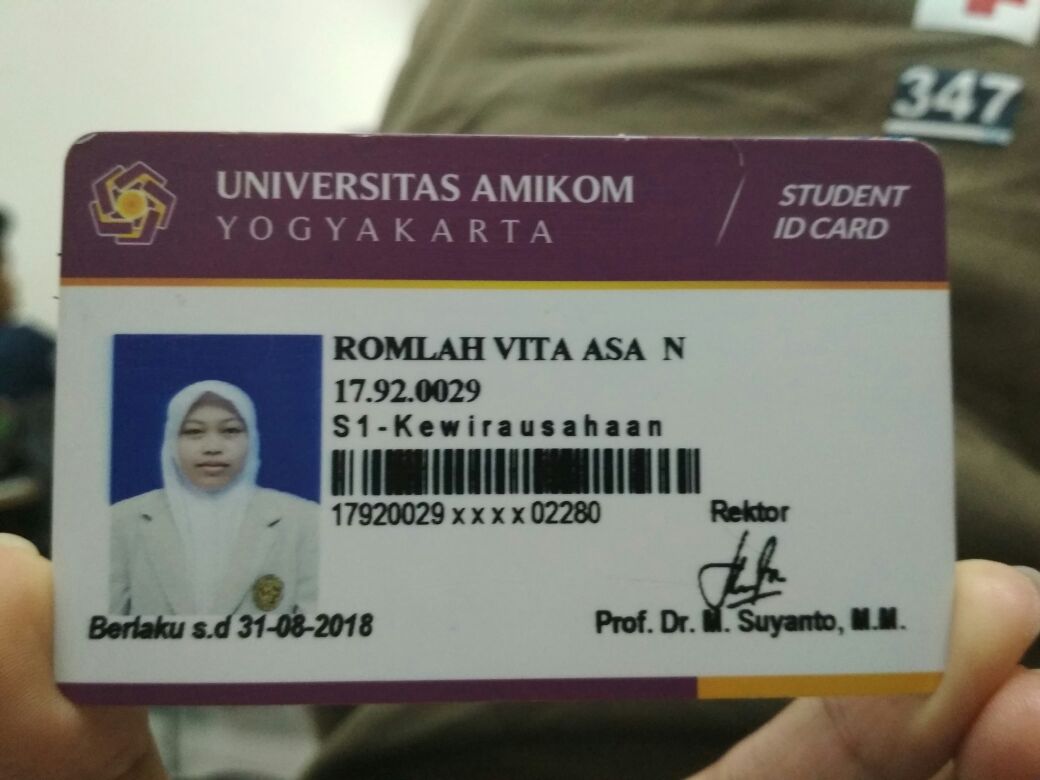 347
UNIVERSITAS AMIKOM
YOGYAKARTA
STUDENT
ID CARD
ROMLAH VITA ASA N
17.92.0029
S1-Kewirausahaan
17920029 x x x x 02280
Rektor
Berlaku s.d 31-08-2018
Prof. Dr. M. Suyanto, M.M.